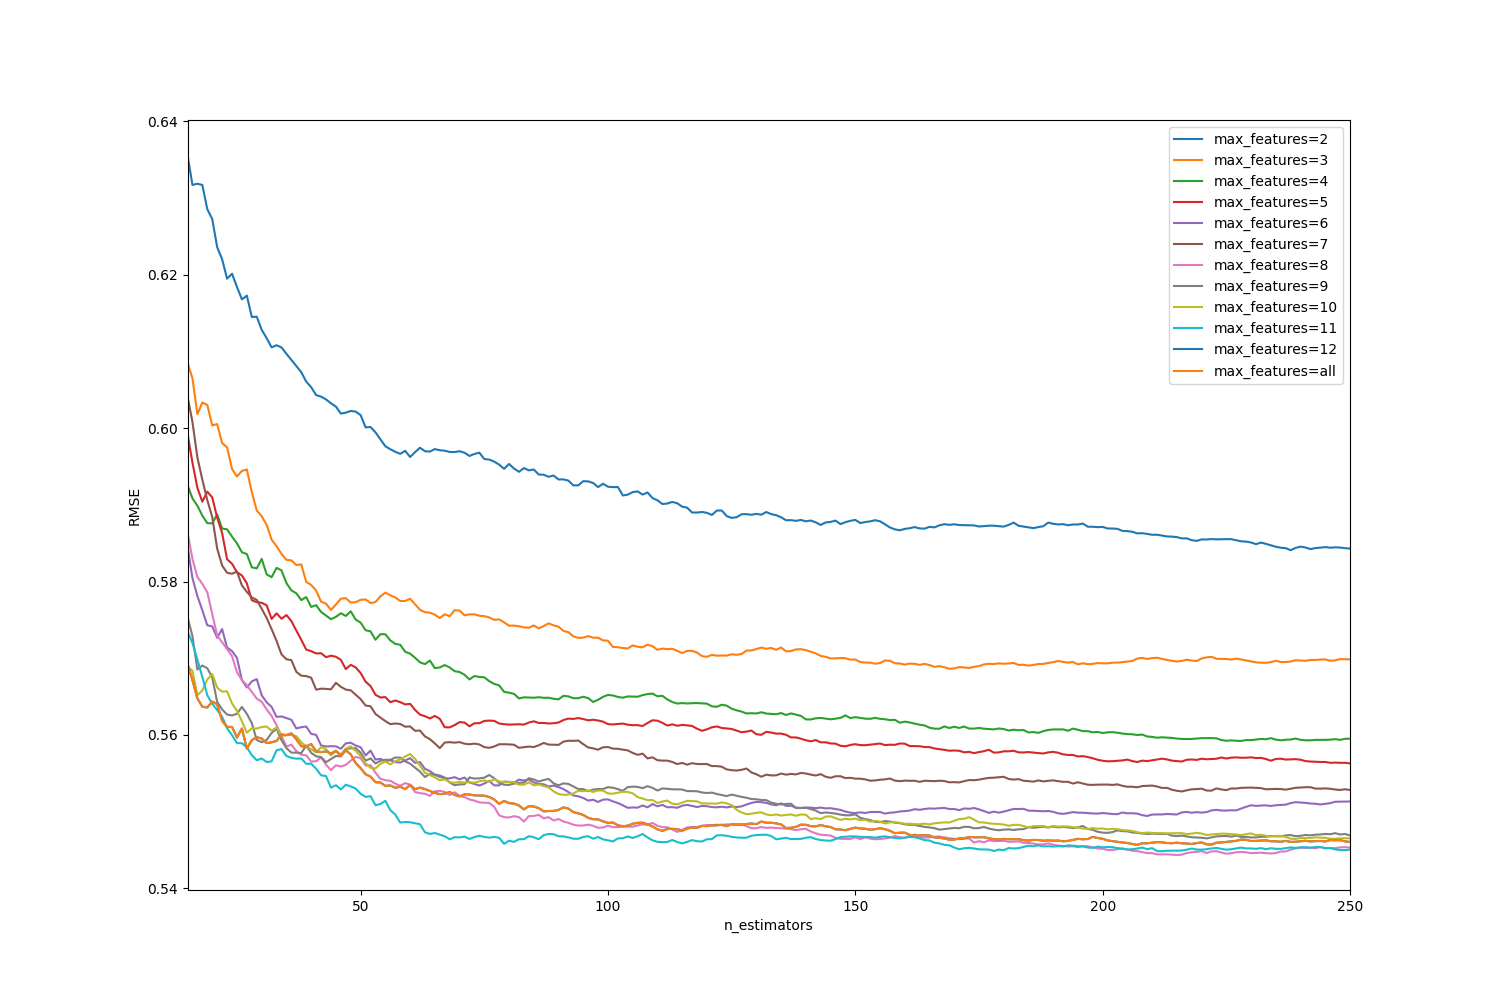 0.64
0.62
0.60
0.58
0.56
0.54
RMSE
50
100
150
200
250
n_estimators
max_features=2
max_features=3
max_features=4
max_features=5
max_features=6
max_features=7
max_features=8
max_features=9
max_features=10
max_features=11
max_features=12
max_features=all